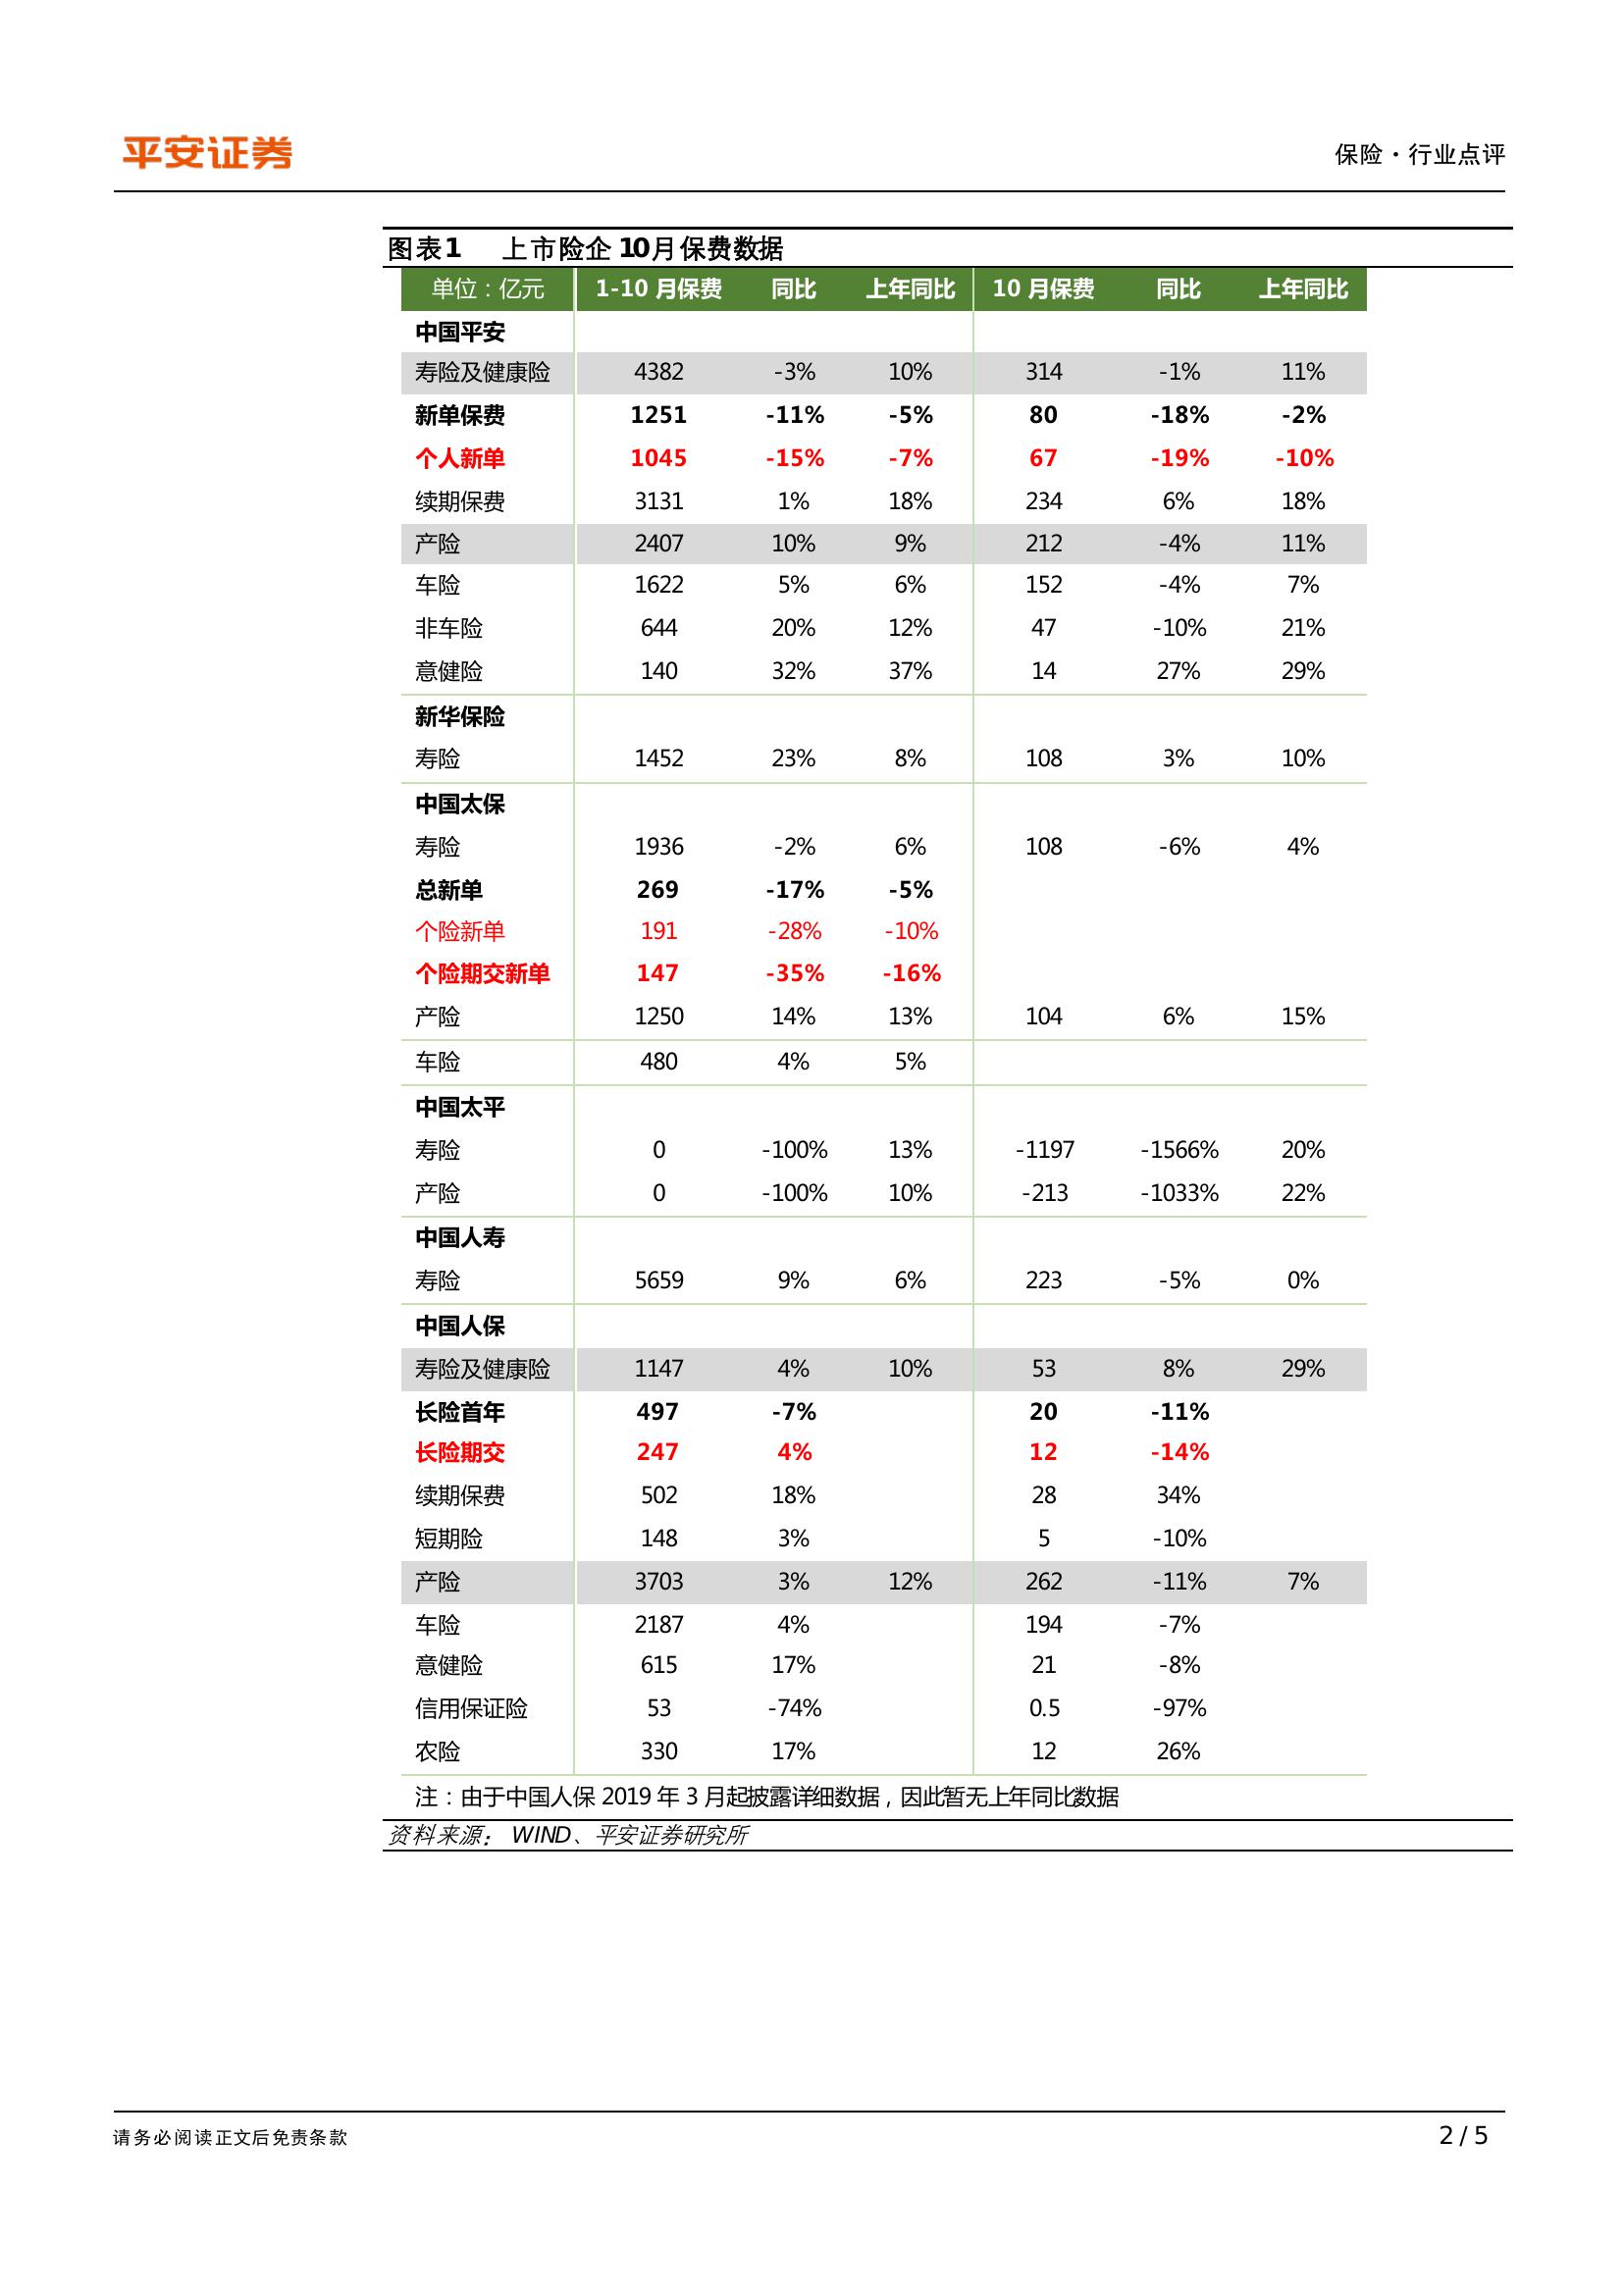 平安证券
保险·行业点评
图表1 上市险企10月保费数据
单位：亿元 1-10 月保费 同比 上年同比 10 月保费 同比 上年同比
中国平安
寿险及健康险 4382 -3% 10% 314 -1% 11%
新单保费 1251 -11% -5% 80 -18% -2%
个人新单 1045 -15% -7% 67 -19% -10%
续期保费 3131 1% 18% 234 6% 18%
产险 2407 10% 9% 212 -4% 11%
车险 1622 5% 6% 152 -4% 7%
非车险 644 20% 12% 47 -10% 21%
意健险 140 32% 37% 14 27% 29%
新华保险
寿险 1452 23% 8% 108 3% 10%
中国太保
寿险 1936 -2% 6% 108 -6% 4%
总新单 269 -17% -5%
个险新单 191 -28% -10%
个险期交新单 147 -35% -16%
产险 1250 14% 13% 104 6% 15%
车险 480 4% 5%
中国太平
寿险 0 -100% 13% -1197 -1566% 20%
产险 0 -100% 10% -213 -1033% 22%
中国人寿
寿险 5659 9% 6% 223 -5% 0%
中国人保
寿险及健康险 1147 4% 10% 53 8% 29%
长险首年 497 -7% 20 -11%
长险期交 247 4% 12 -14%
续期保费 502 18% 28 34%
短期险 148 3% 5 -10%
产险 3703 3% 12% 262 -11% 7%
车险 2187 4% 194 -7%
意健险 615 17% 21 -8%
信用保证险 53 -74% 0.5 -97%
农险 330 17% 12 26%
注：由于中国人保 2019 年 3 月起披露详细数据，因此暂无上年同比数据
资料来源：WIND、平安证券研究所
请务必阅读正文后免责条款
2 / 5